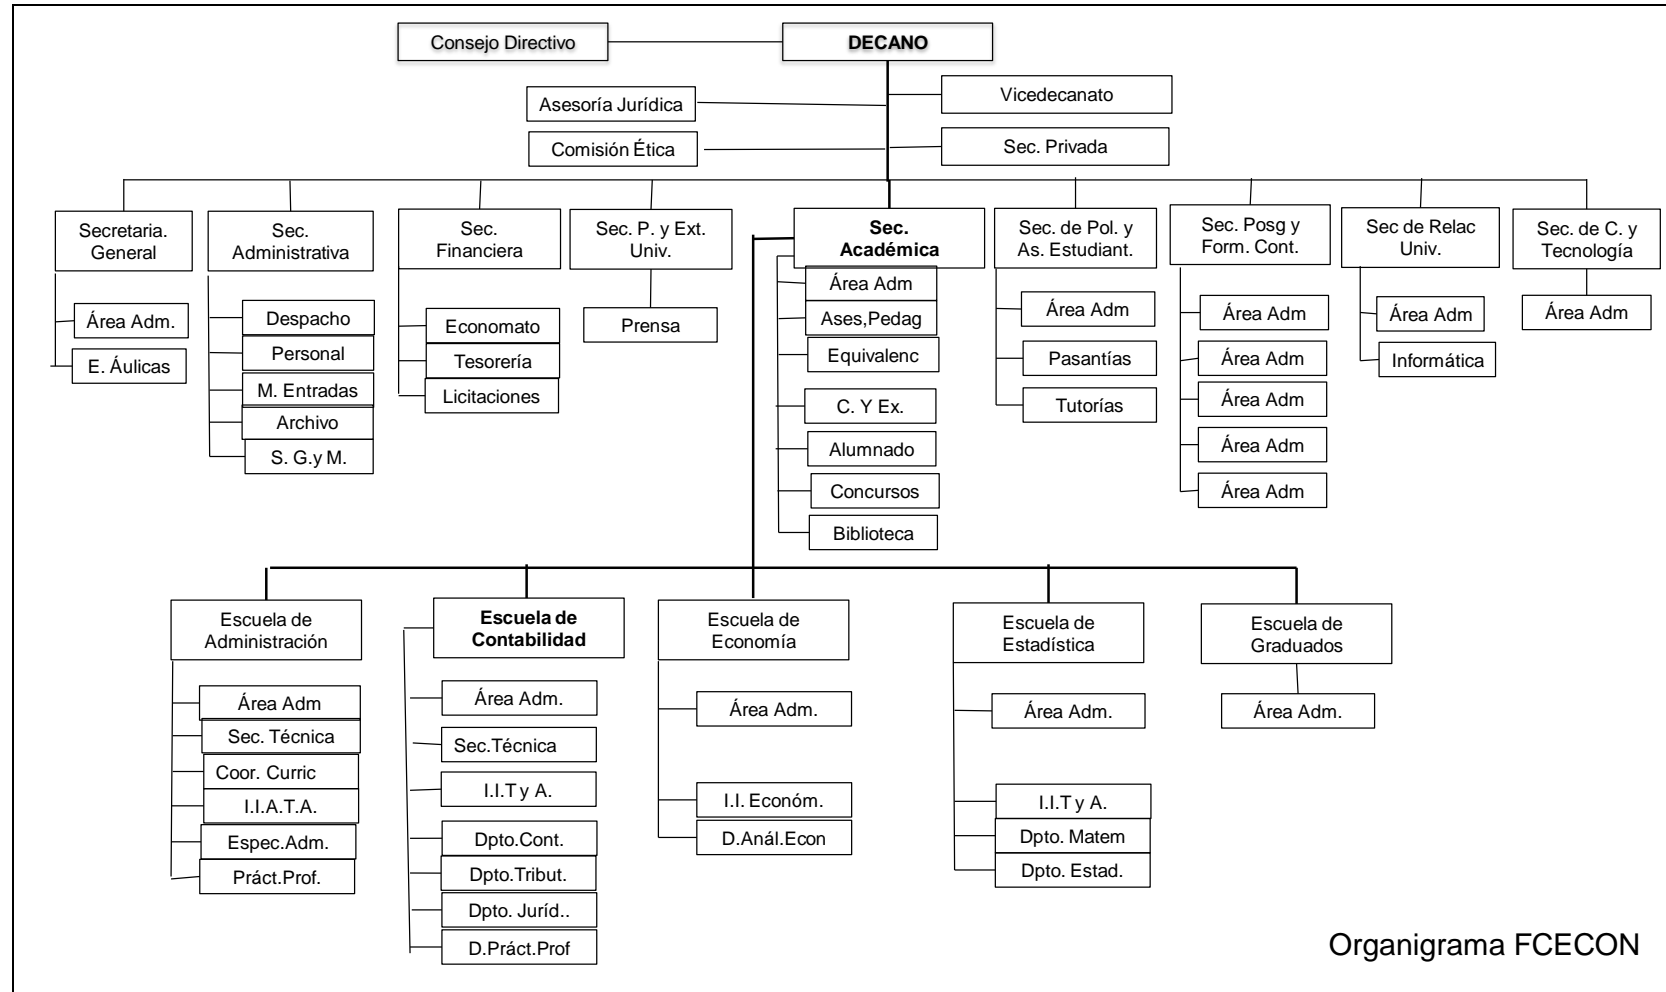 Consejo Directivo
DECANO
Asesoría Jurídica
Vicedecanato
Comisión Ética
Sec. Privada
Secretaria.
General
Sec.
Administrativa
Sec.
Financiera
Sec. P. y Ext.
Univ.
Sec.
Académica
Sec. de Pol. y
As. Estudiant.
Sec. Posg y
Form. Cont.
Sec de Relac
Univ.
Sec. de C. y
Tecnología
Área Adm.
E. Áulicas
Despacho
Personal
M. Entradas
Archivo
S. G.y M.
Economato
Tesorería
Licitaciones
Prensa
Área Adm
Ases,Pedag
Equivalenc
C. Y Ex.
Alumnado
Concursos
Biblioteca
Área Adm
Pasantías
Tutorías
Área Adm
Área Adm
Área Adm
Área Adm
Área Adm
Área Adm
Informática
Área Adm
Escuela de
Administración
Escuela de
Contabilidad
Escuela de
Economía
Escuela de
Estadística
Escuela de
Graduados
Área Adm
Sec. Técnica
Coor. Curric
I.I.A.T.A.
Espec.Adm.
Práct.Prof.
Área Adm.
Sec.Técnica
I.I.T y A.
Dpto.Cont.
Dpto.Tribut.
Dpto. Juríd..
D.Práct.Prof
Área Adm.
I.I. Económ.
D.Anál.Econ
Área Adm.
I.I.T y A.
Dpto. Matem
Dpto. Estad.
Área Adm.
Organigrama FCECON